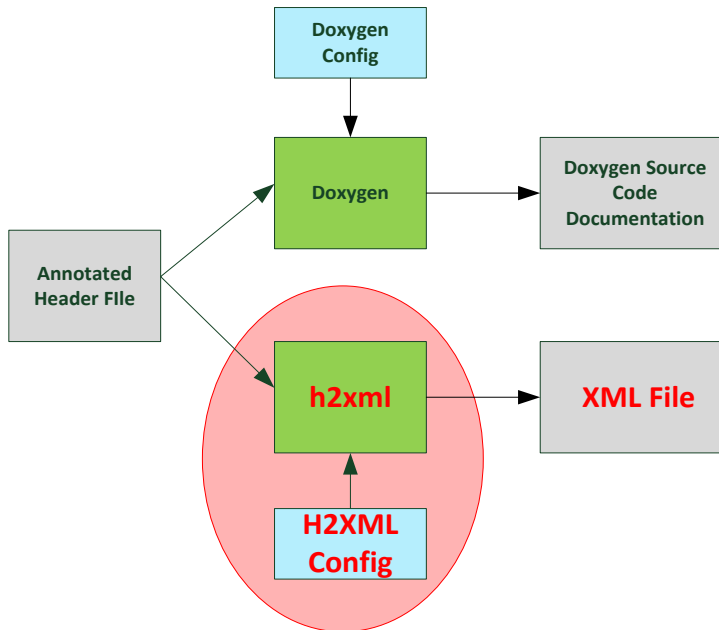 Doxygen
Config
Doxygen
Doxygen Source
Code
Documentation
Annotated
Header FIle
h2xml
XML File
H2XML
Config